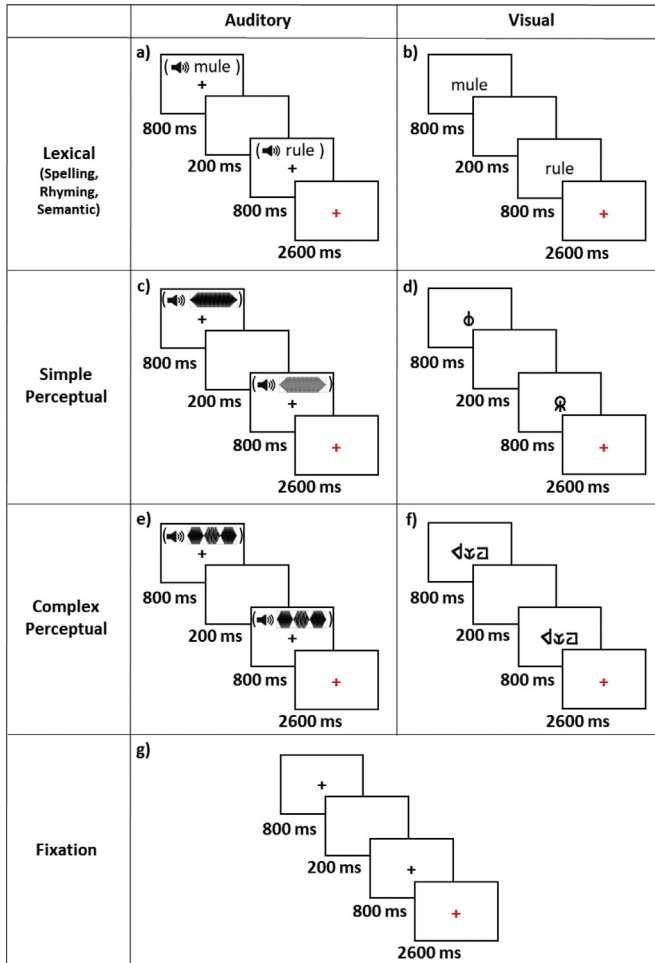 Auditory
Visual
Lexical
(Spelling,
Rhyming,
Semantic)
a)
( mule )
+
800 ms
200 ms
( rule )
+
800 ms
+
2600 ms
b)
mule
800 ms
200 ms
rule
800 ms
+
2600 ms
Simple
Perceptual
c)
( )
+
800 ms
200 ms
( )
+
800 ms
+
2600 ms
d)
800 ms
200 ms
800 ms
+
2600 ms
Complex
Perceptual
e)
( )
+
800 ms
200 ms
( )
+
800 ms
+
2600 ms
f)
800 ms
200 ms
800 ms
+
2600 ms
Fixation
g)
+
800 ms
200 ms
+
800 ms
+
2600 ms